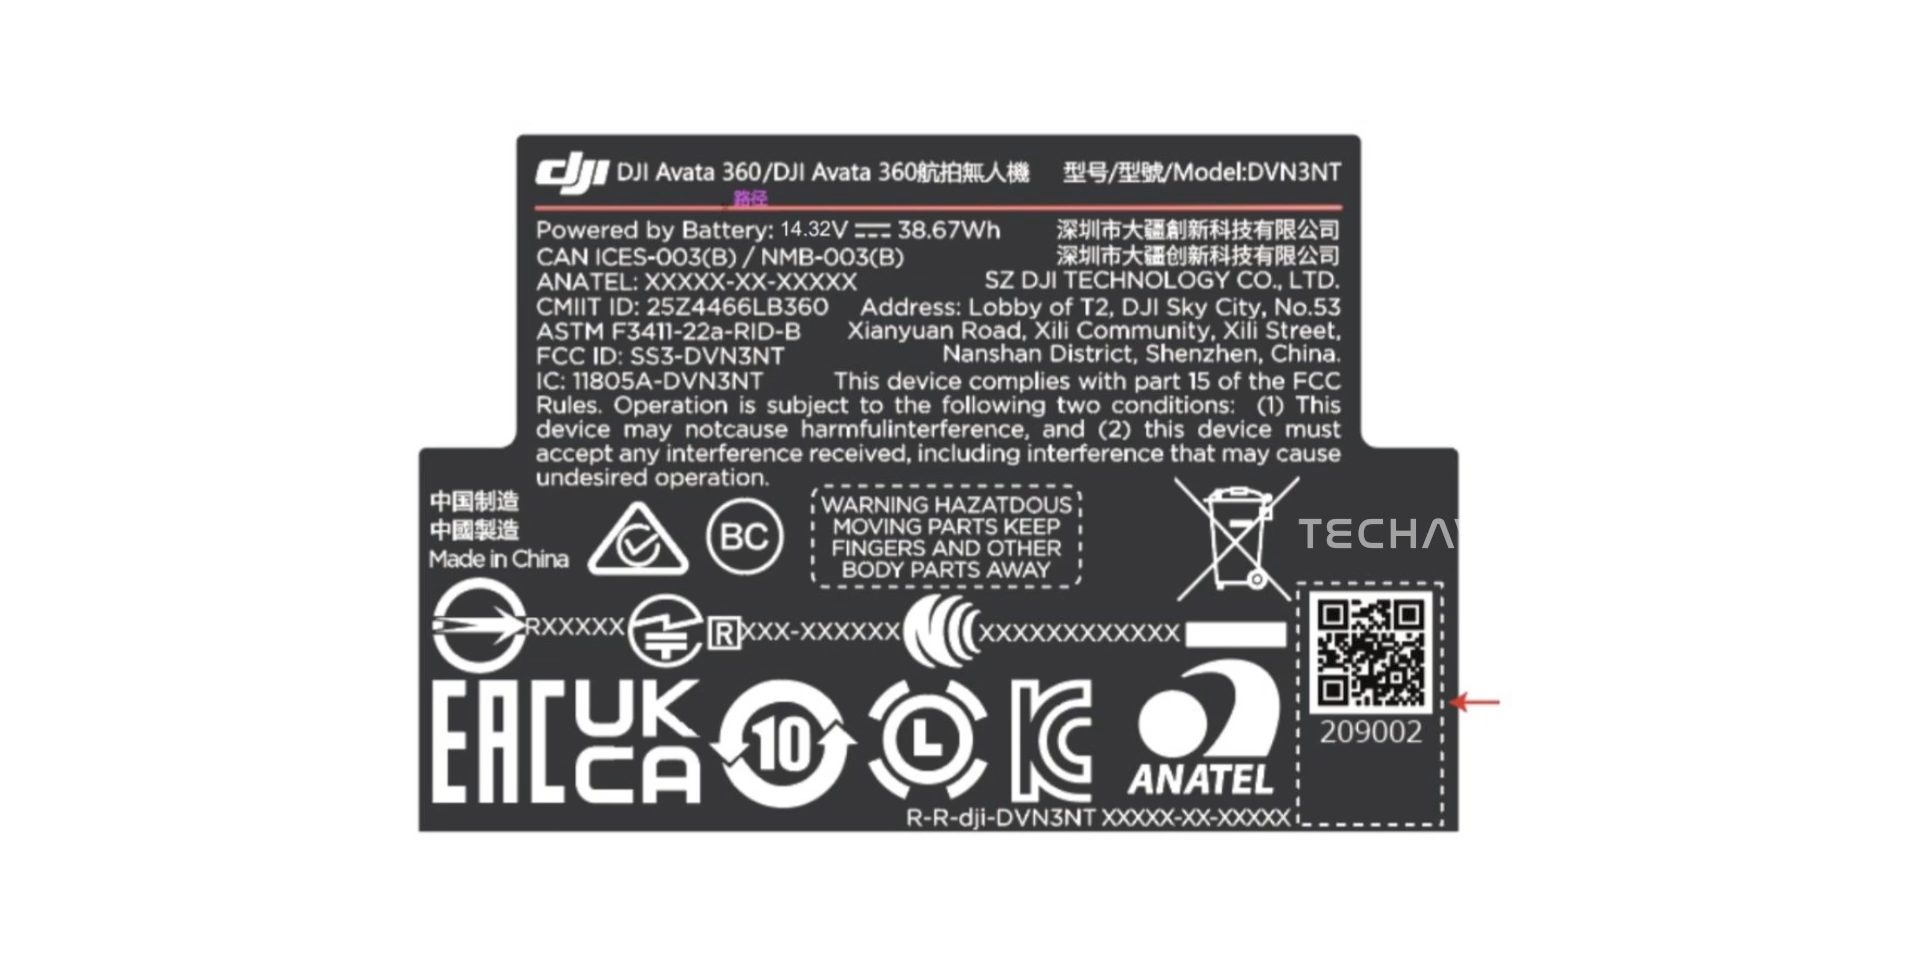 dji DJI Avata 360/DJI Avata 360航拍無人機 型号/型號/Model:DVN3NT
路径
Powered by Battery: 14.32V 38.67Wh 深圳市大疆創新科技有限公司
CAN ICES-003(B) / NMB-003(B) 深圳市大疆创新科技有限公司
ANATEL: XXXXX-XX-XXXXX SZ DJI TECHNOLOGY CO., LTD.
CMIIT ID: 25Z4466LB360 Address: Lobby of T2, DJI Sky City, No.53
ASTM F3411-22a-RID-B Xianyuan Road, Xili Community, Xili Street,
FCC ID: SS3-DVN3NT Nanshan District, Shenzhen, China.
IC: 11805A-DVN3NT This device complies with part 15 of the FCC
Rules. Operation is subject to the following two conditions: (1) This
device may notcause harmfulinterference, and (2) this device must
accept any interference received, including interference that may cause
undesired operation.
中国制造
中國製造
Made in China
BC
WARNING HAZATDOUS
MOVING PARTS KEEP
FINGERS AND OTHER
BODY PARTS AWAY
TECHAV
RXXXXX R XXX-XXXXXX XXXXXXXXXXXX
209002
EAC UK
CA
10
L
KC
ANATEL
R-R-dji-DVN3NT XXXXX-XX-XXXXX